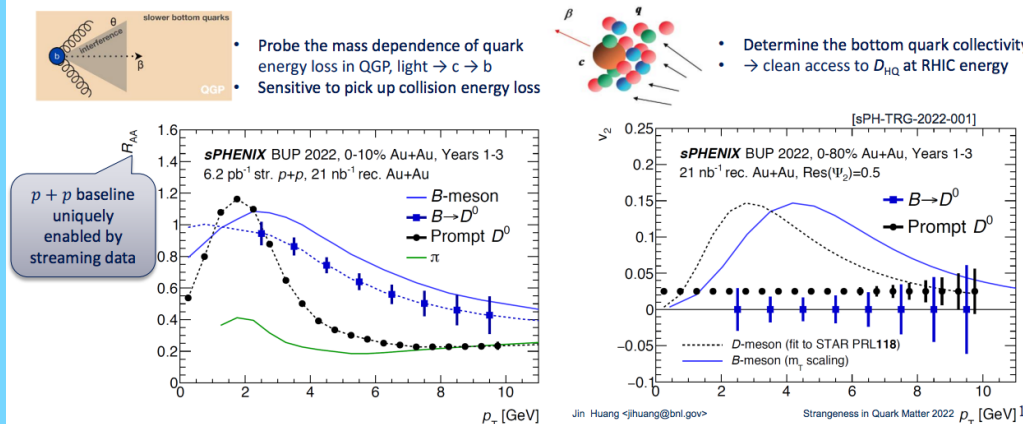 θ
slower bottom quarks
interference
b
β
QGP
• Probe the mass dependence of quark
energy loss in QGP, light → c → b
• Sensitive to pick up collision energy loss
β
q
c
• Determine the bottom quark collectivity
• → clean access to D_HQ at RHIC energy
[sPH-TRG-2022-001]
p + p baseline
uniquely
enabled by
streaming data
R_AA
1.6
1.4
1.2
1
0.8
0.6
0.4
0.2
0
sPHENIX BUP 2022, 0-10% Au+Au, Years 1-3
6.2 pb⁻¹ str. p+p, 21 nb⁻¹ rec. Au+Au
B-meson
B→D⁰
Prompt D⁰
π
2 4 6 8 10
p_T [GeV]
v₂
0.25
0.2
0.15
0.1
0.05
0
−0.05
−0.1
sPHENIX BUP 2022, 0-80% Au+Au, Years 1-3
21 nb⁻¹ rec. Au+Au, Res(Ψ₂)=0.5
B→D⁰
Prompt D⁰
D-meson (fit to STAR PRL118)
B-meson (m_T scaling)
0 2 4 6 8 10
p_T [GeV]
Jin Huang <jihuang@bnl.gov>
Strangeness in Quark Matter 2022
1